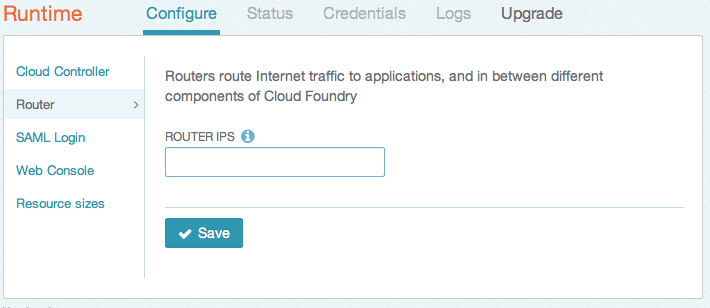 Runtime
Configure Status Credentials Logs Upgrade
Cloud Controller
Router
SAML Login
Web Console
Resource sizes
Routers route Internet traffic to applications, and in between different
components of Cloud Foundry
ROUTER IPS
Save